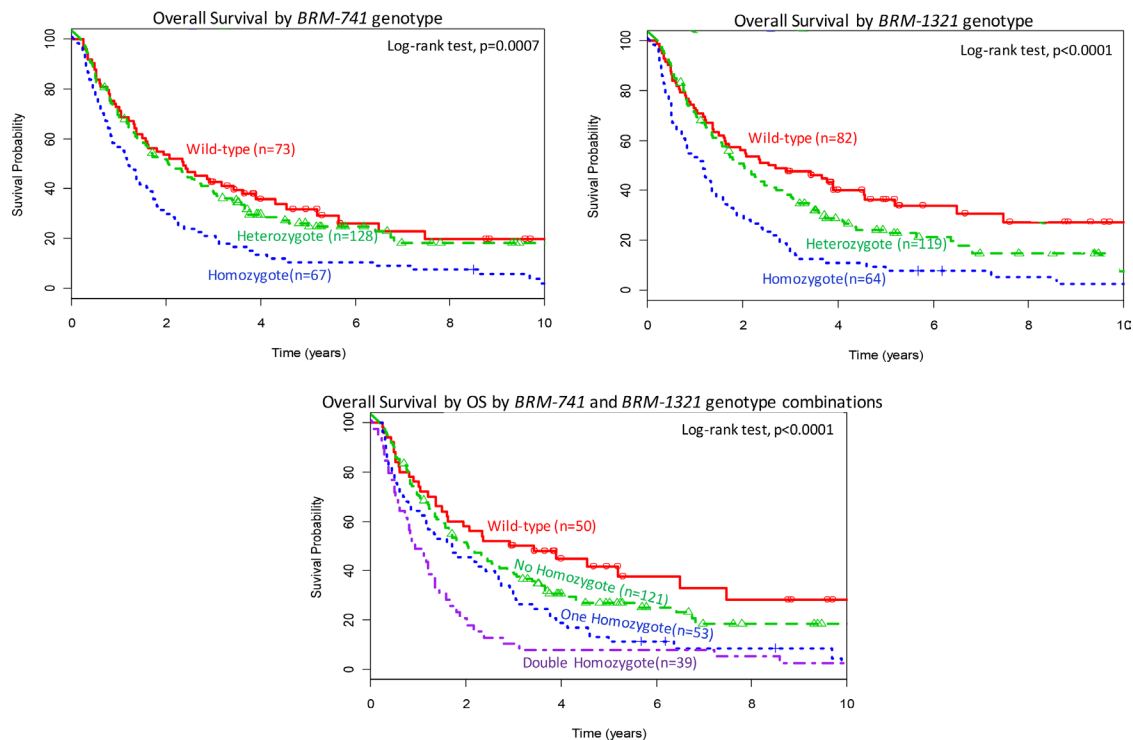 Overall Survival by BRM-741 genotype
Log-rank test, p=0.0007
Suvival Probability
100
80
60
40
20
0
Wild-type (n=73)
Heterozygote (n=128)
Homozygote(n=67)
0 2 4 6 8 10
Time (years)
Overall Survival by BRM-1321 genotype
Log-rank test, p<0.0001
Suvival Probability
100
80
60
40
20
0
Wild-type (n=82)
Heterozygote (n=119)
Homozygote(n=64)
0 2 4 6 8 10
Time (years)
Overall Survival by OS by BRM-741 and BRM-1321 genotype combinations
Log-rank test, p<0.0001
Suvival Probability
100
80
60
40
20
0
Wild-type (n=50)
No Homozygote (n=121)
One Homozygote(n=53)
Double Homozygote(n=39)
0 2 4 6 8 10
Time (years)